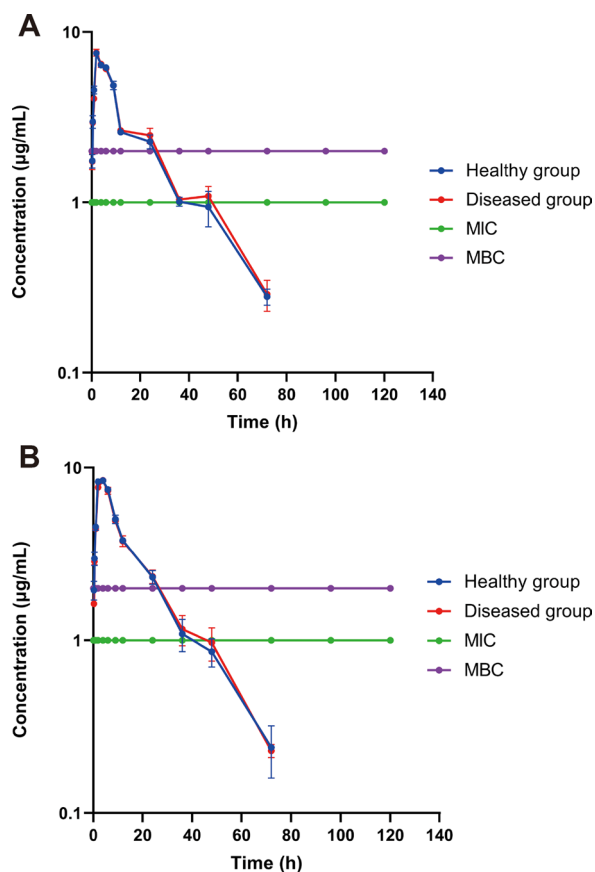 A
10
1
0.1
Concentration (µg/mL)
0 20 40 60 80 100 120 140
Time (h)
Healthy group
Diseased group
MIC
MBC
B
10
1
0.1
Concentration (µg/mL)
0 20 40 60 80 100 120 140
Time (h)
Healthy group
Diseased group
MIC
MBC